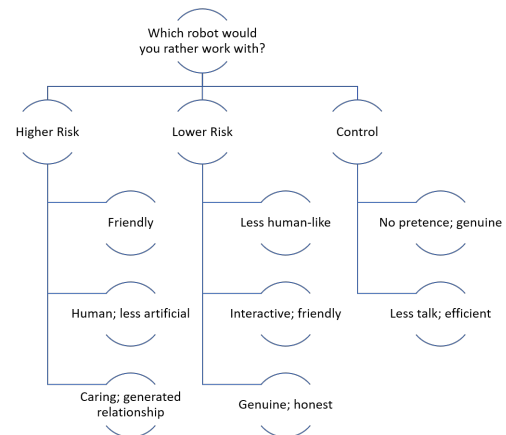 Which robot would
you rather work with?
Higher Risk
Lower Risk
Control
Friendly
Less human-like
No pretence; genuine
Human; less artificial
Interactive; friendly
Less talk; efficient
Caring; generated
relationship
Genuine; honest